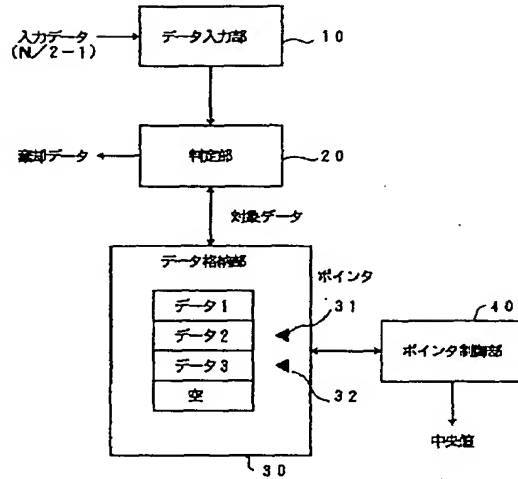 入力データ
(N/2-1)
データ入力部
10
棄却データ
判定部
20
対象データ
データ格納部
ポインタ
データ1
31
データ2
データ3
空
32
30
40
ポインタ制御部
中央値